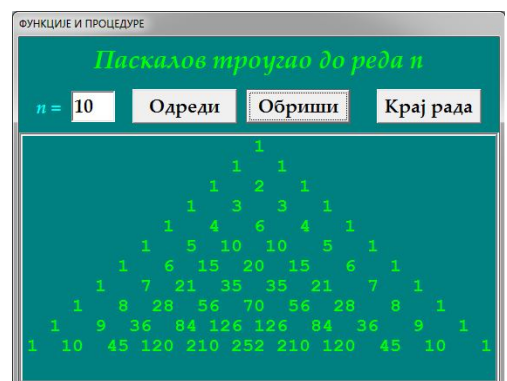 ФУНКЦИЈЕ И ПРОЦЕДУРЕ
Паскалов троугао до реда n
n = 10 Одреди Обриши Крај рада
1
1 1
1 2 1
1 3 3 1
1 4 6 4 1
1 5 10 10 5 1
1 6 15 20 15 6 1
1 7 21 35 35 21 7 1
1 8 28 56 70 56 28 8 1
1 9 36 84 126 126 84 36 9 1
1 10 45 120 210 252 210 120 45 10 1